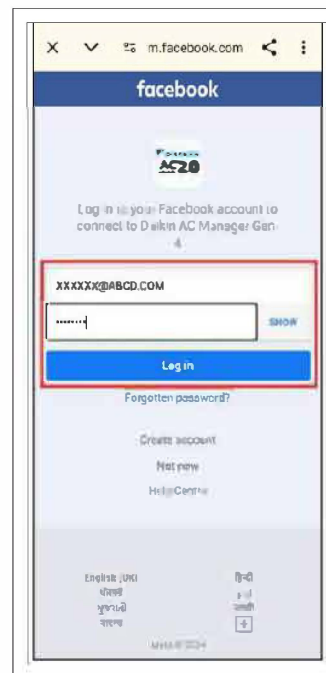 m.facebook.com
facebook
AC20
Log in to your Facebook account to
connect to Daikin AC Manager Gen
4
XXXXXX@ABCD.COM
SHOW
Log in
Forgotten password?
Create account
Not now
Help Centre
English (UK)
हिन्दी
ગુજરાતી